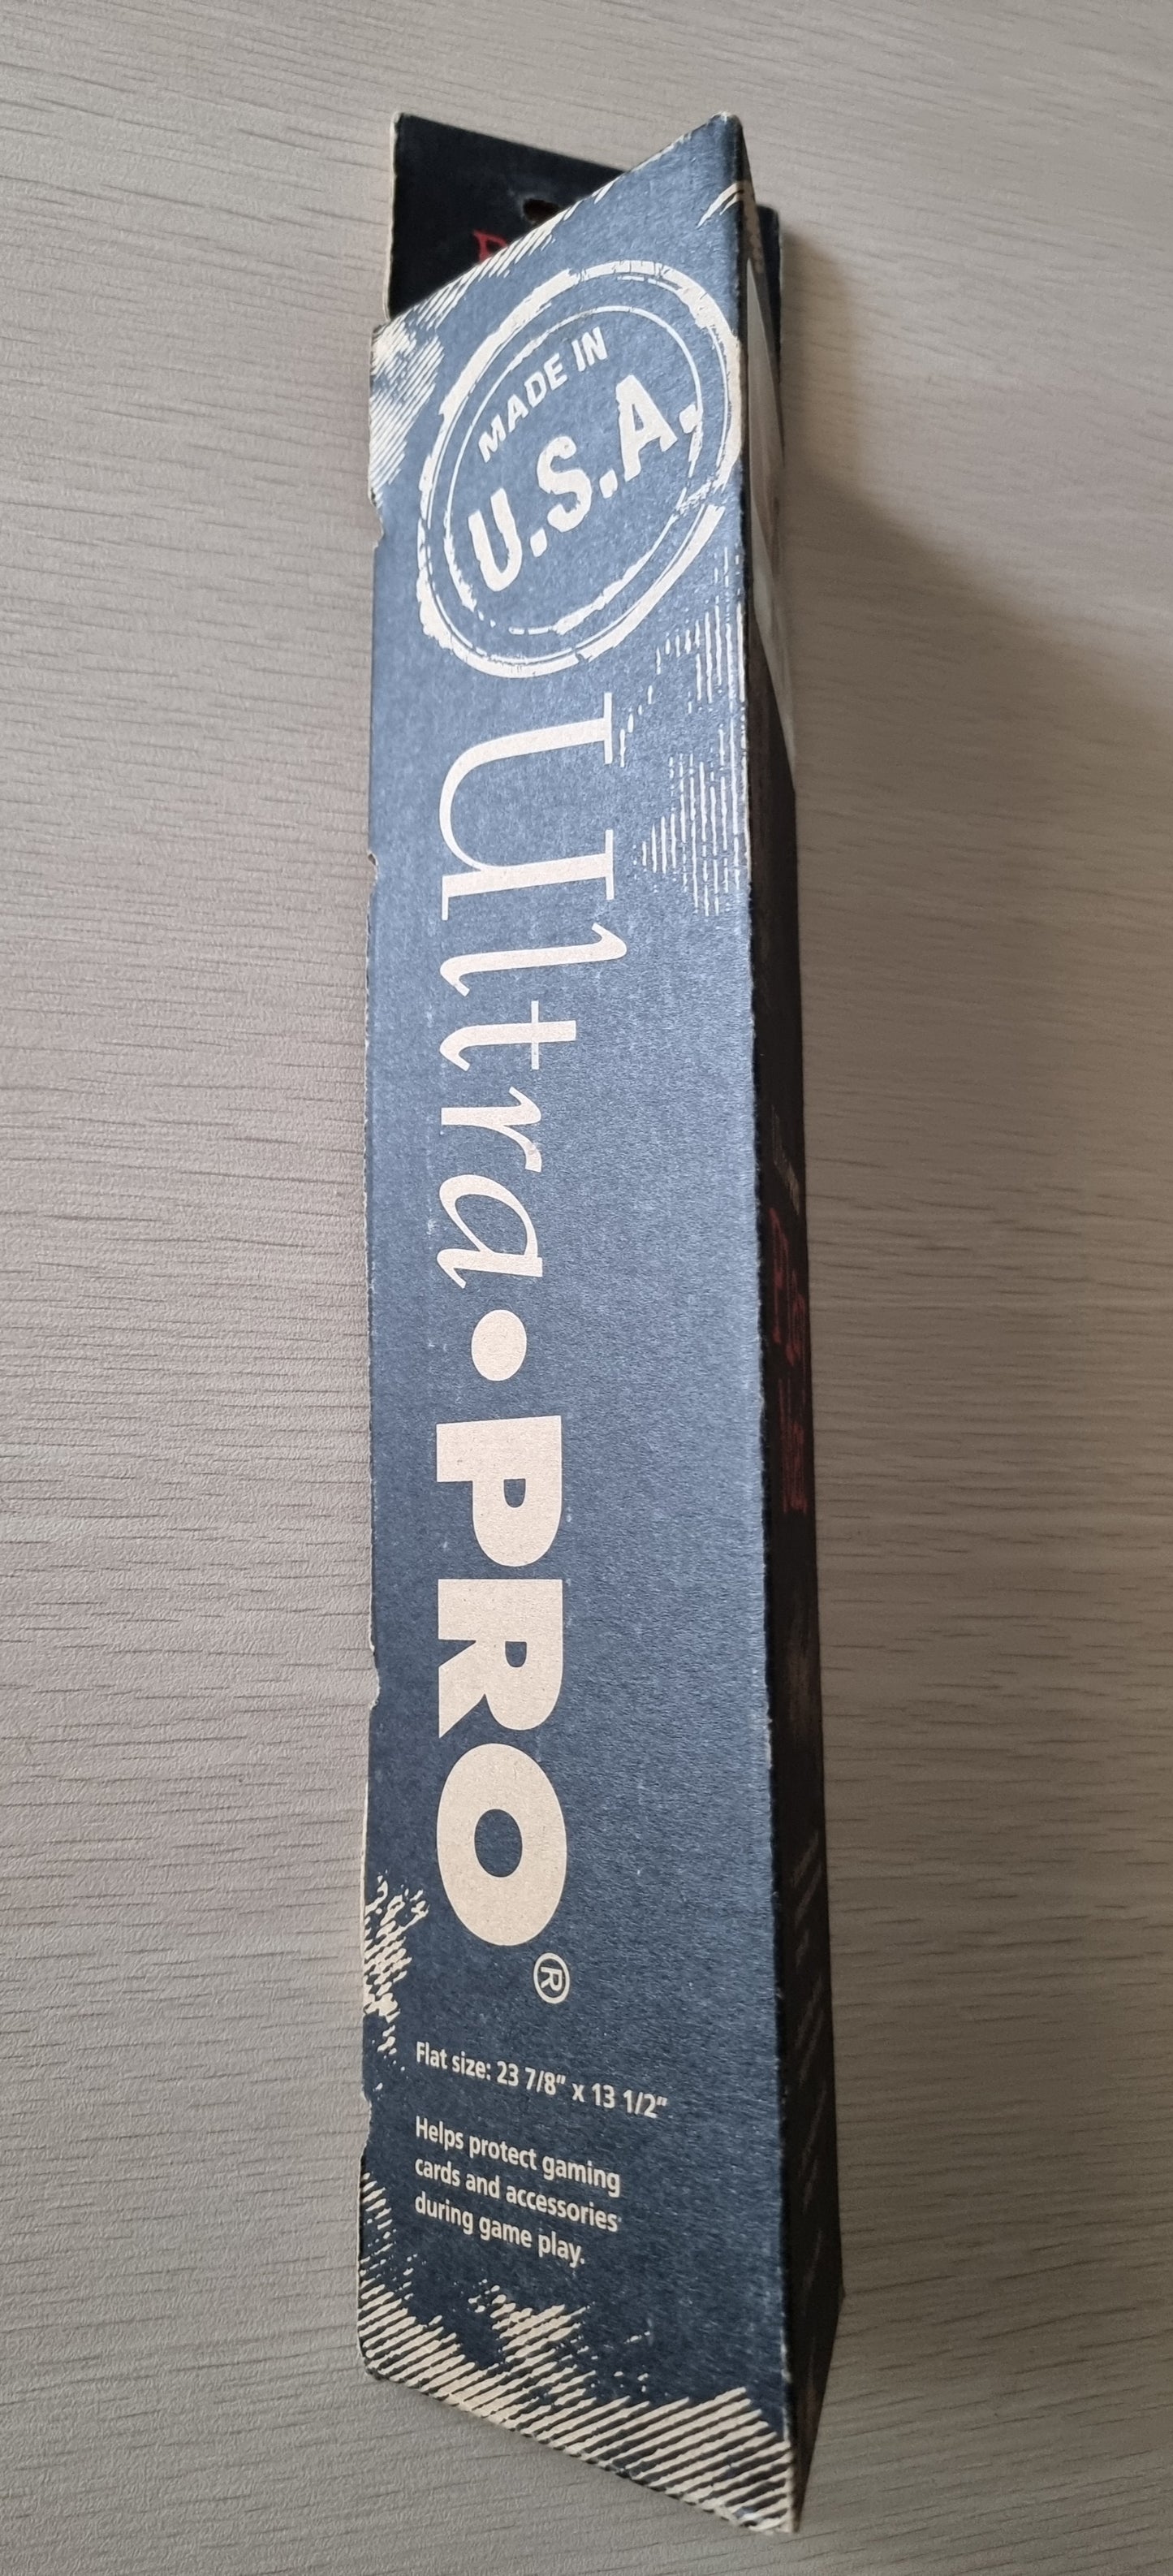 MADE IN
U.S.A.
Ultra•PRO®
Flat size: 23 7/8" x 13 1/2"
Helps protect gaming
cards and accessories
during game play.